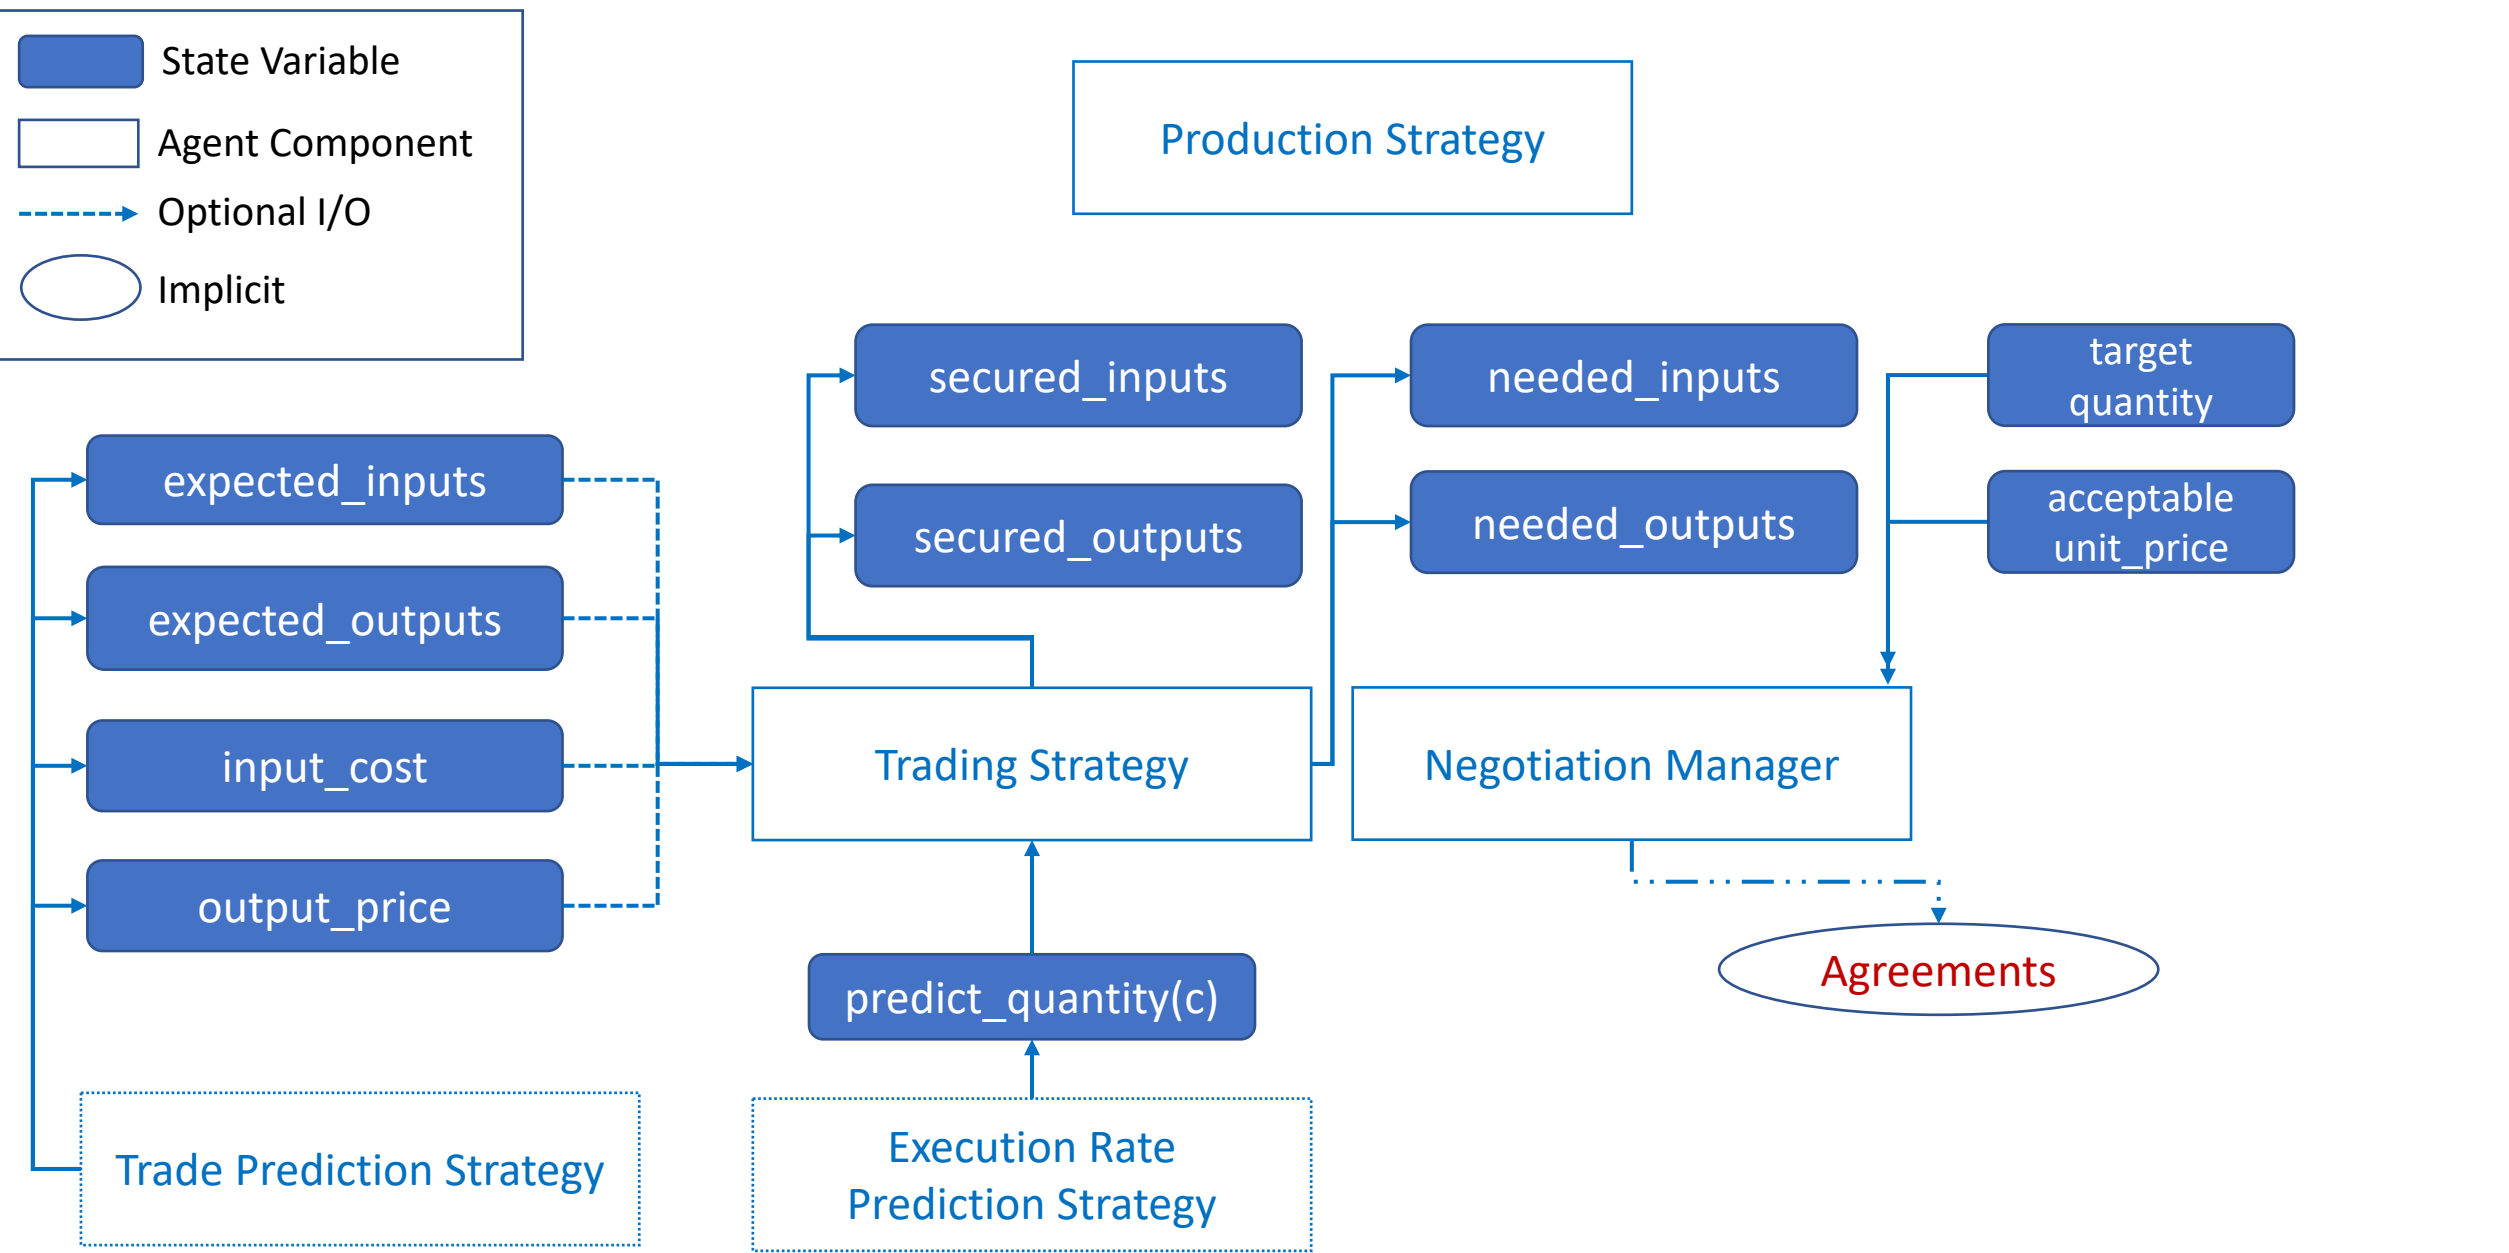 State Variable
Agent Component
Optional I/O
Implicit
Production Strategy
secured_inputs
secured_outputs
needed_inputs
needed_outputs
target
quantity
acceptable
unit_price
expected_inputs
expected_outputs
input_cost
output_price
Trading Strategy
Negotiation Manager
predict_quantity(c)
Agreements
Trade Prediction Strategy
Execution Rate
Prediction Strategy